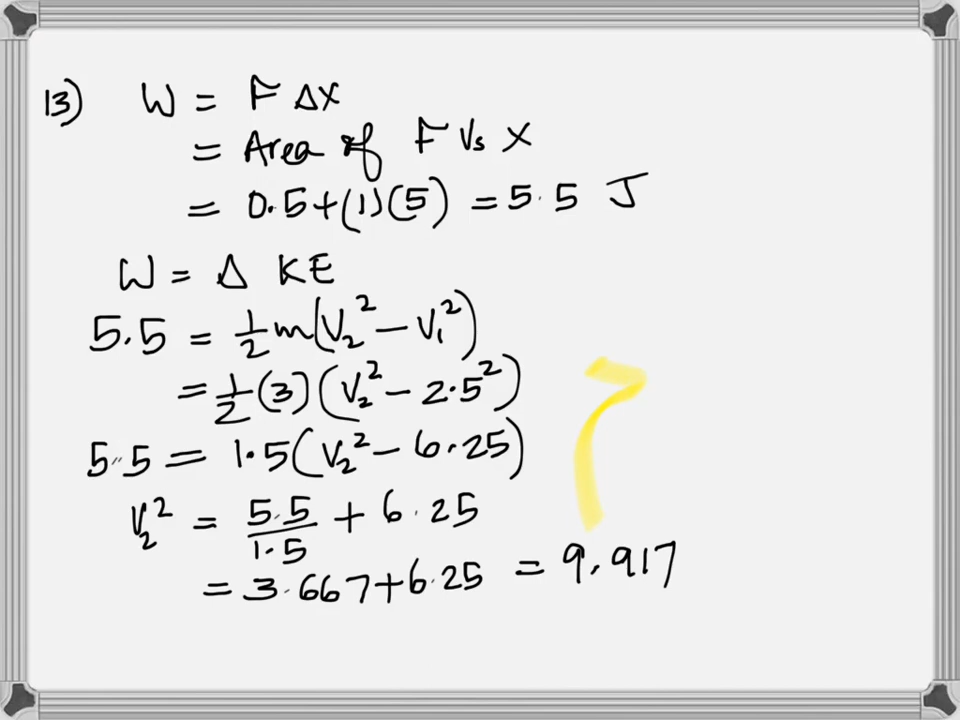 13) W = F Δx
= Area of F Vs x
= 0.5+(1)(5) = 5.5 J
W = Δ KE
5.5 = 1/2 m(V₂² - V₁²)
= 1/2 (3)(V₂² - 2.5²)
5.5 = 1.5(V₂² - 6.25)
V₂² = 5.5/1.5 + 6.25
= 3.667+6.25 = 9.917